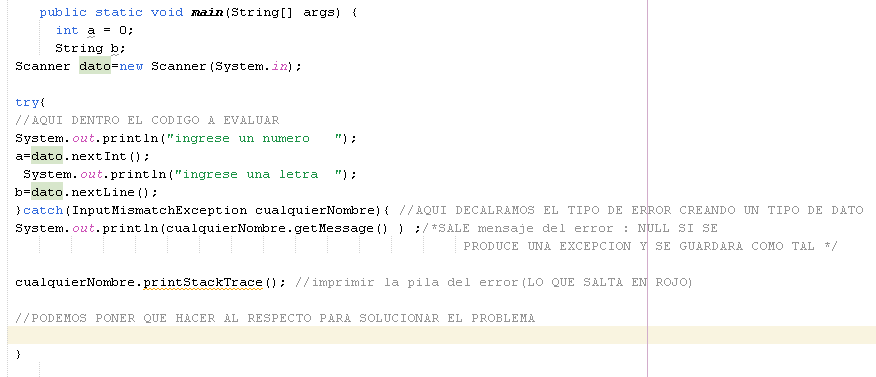 public static void main(String[] args) {
int a = 0;
String b;
Scanner dato=new Scanner(System.in);
try{
//AQUI DENTRO EL CODIGO A EVALUAR
System.out.println("ingrese un numero   ");
a=dato.nextInt();
System.out.println("ingrese una letra  ");
b=dato.nextLine();
}catch(InputMismatchException cualquierNombre){ //AQUI DECALRAMOS EL TIPO DE ERROR CREANDO UN TIPO DE DATO
System.out.println(cualquierNombre.getMessage() ) ;/*SALE mensaje del error : NULL SI SE
PRODUCE UNA EXCEPCION Y SE GUARDARA COMO TAL */
cualquierNombre.printStackTrace(); //imprimir la pila del error(LO QUE SALTA EN ROJO)
//PODEMOS PONER QUE HACER AL RESPECTO PARA SOLUCIONAR EL PROBLEMA
}